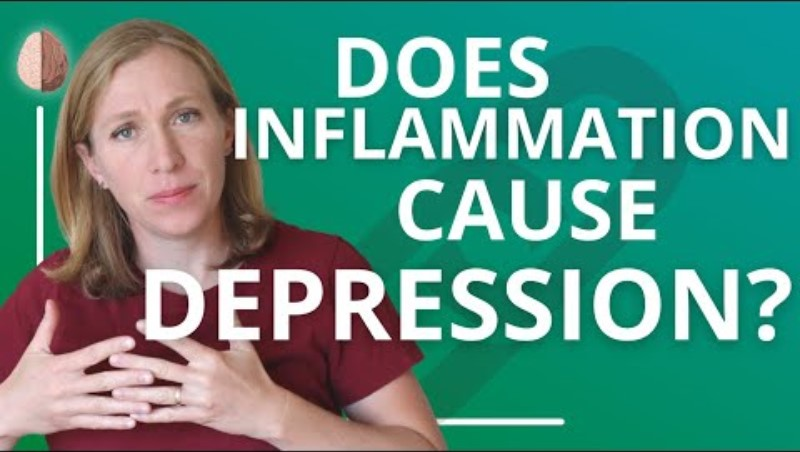 DOES
INFLAMMATION
CAUSE
DEPRESSION?